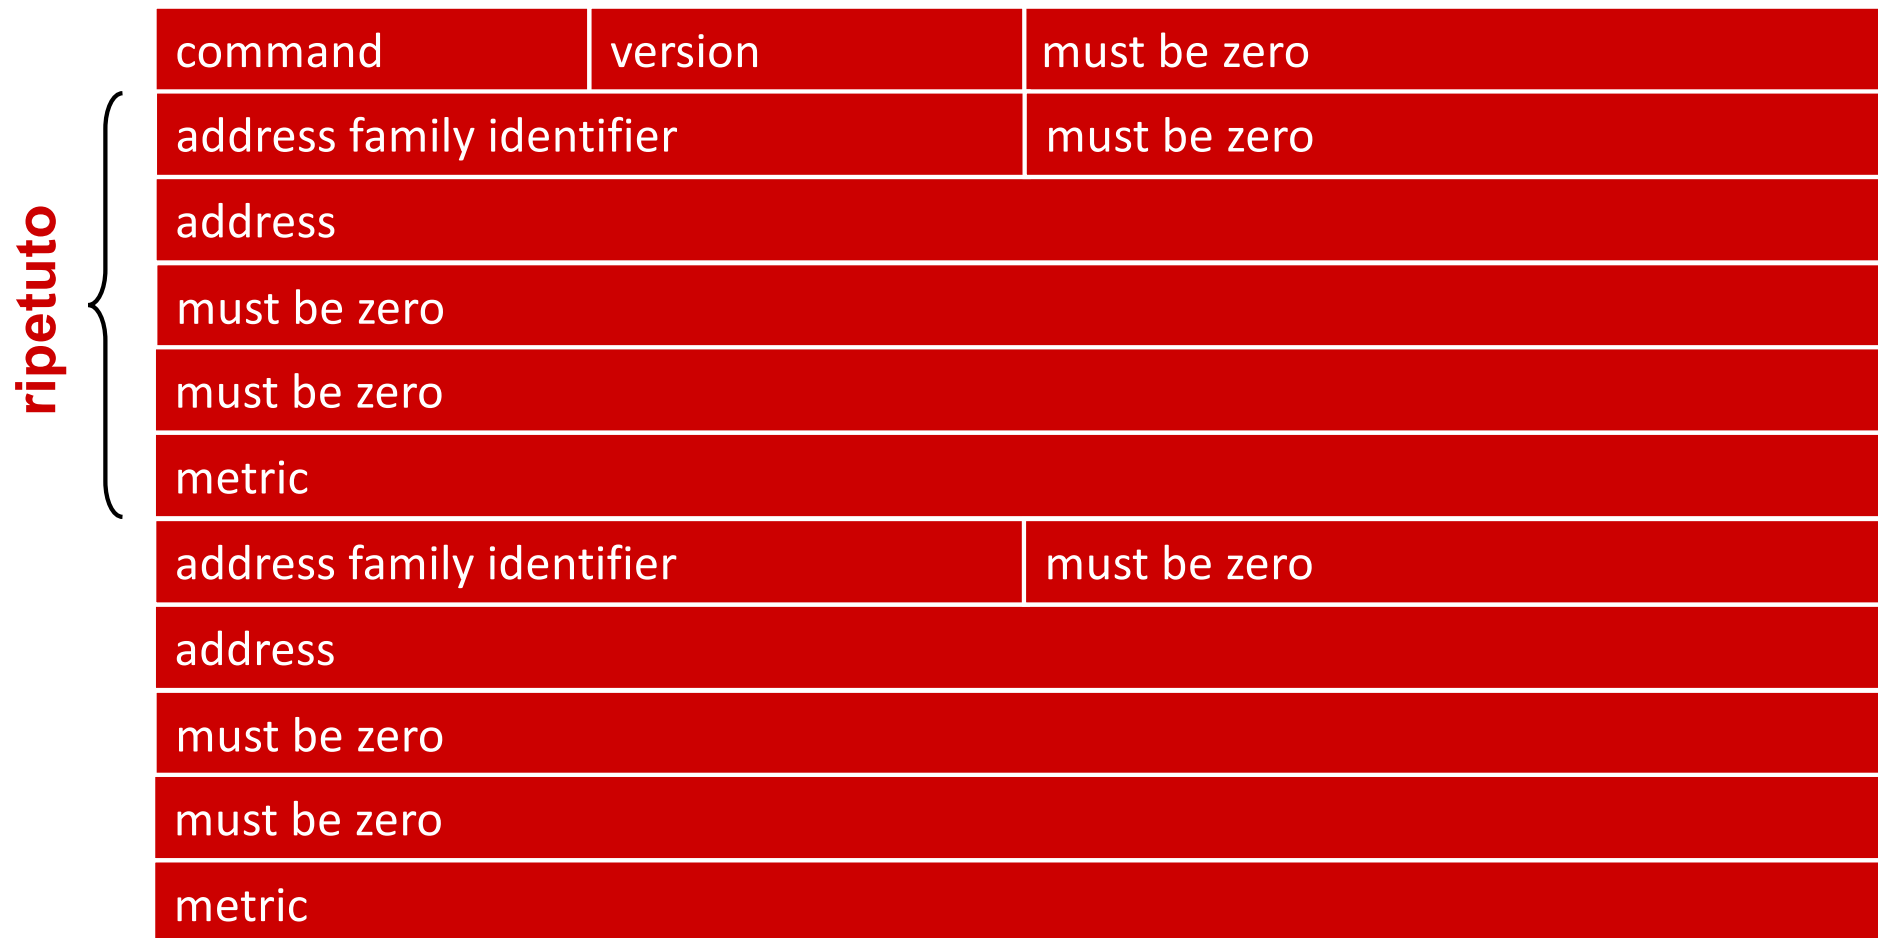 command version must be zero
address family identifier must be zero
address
must be zero
must be zero
metric
address family identifier must be zero
address
must be zero
must be zero
metric
ripetuto